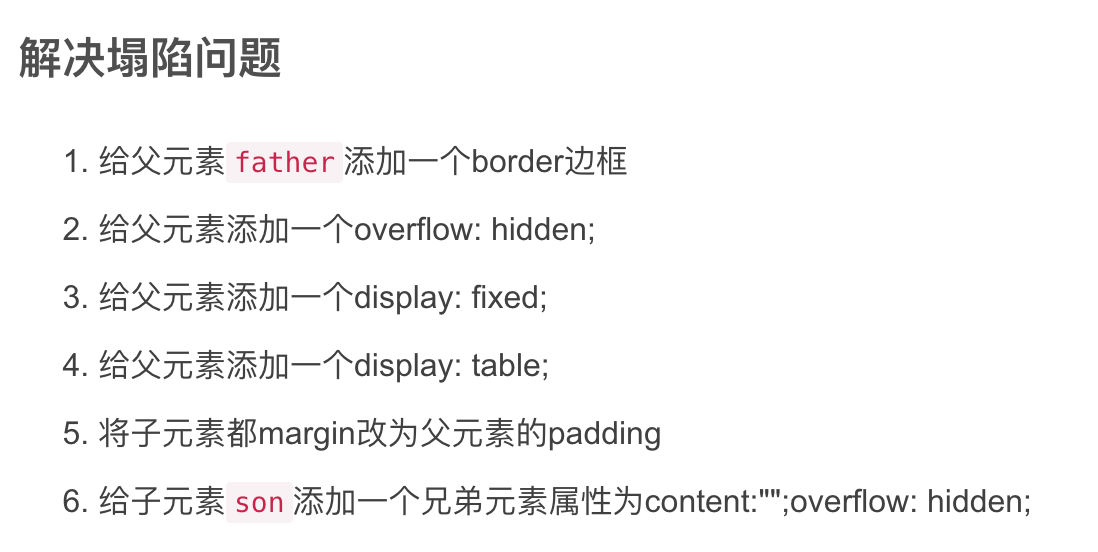 解决塌陷问题
1. 给父元素father添加一个border边框
2. 给父元素添加一个overflow: hidden;
3. 给父元素添加一个display: fixed;
4. 给父元素添加一个display: table;
5. 将子元素都margin改为父元素的padding
6. 给子元素son添加一个兄弟元素属性为content:"";overflow: hidden;